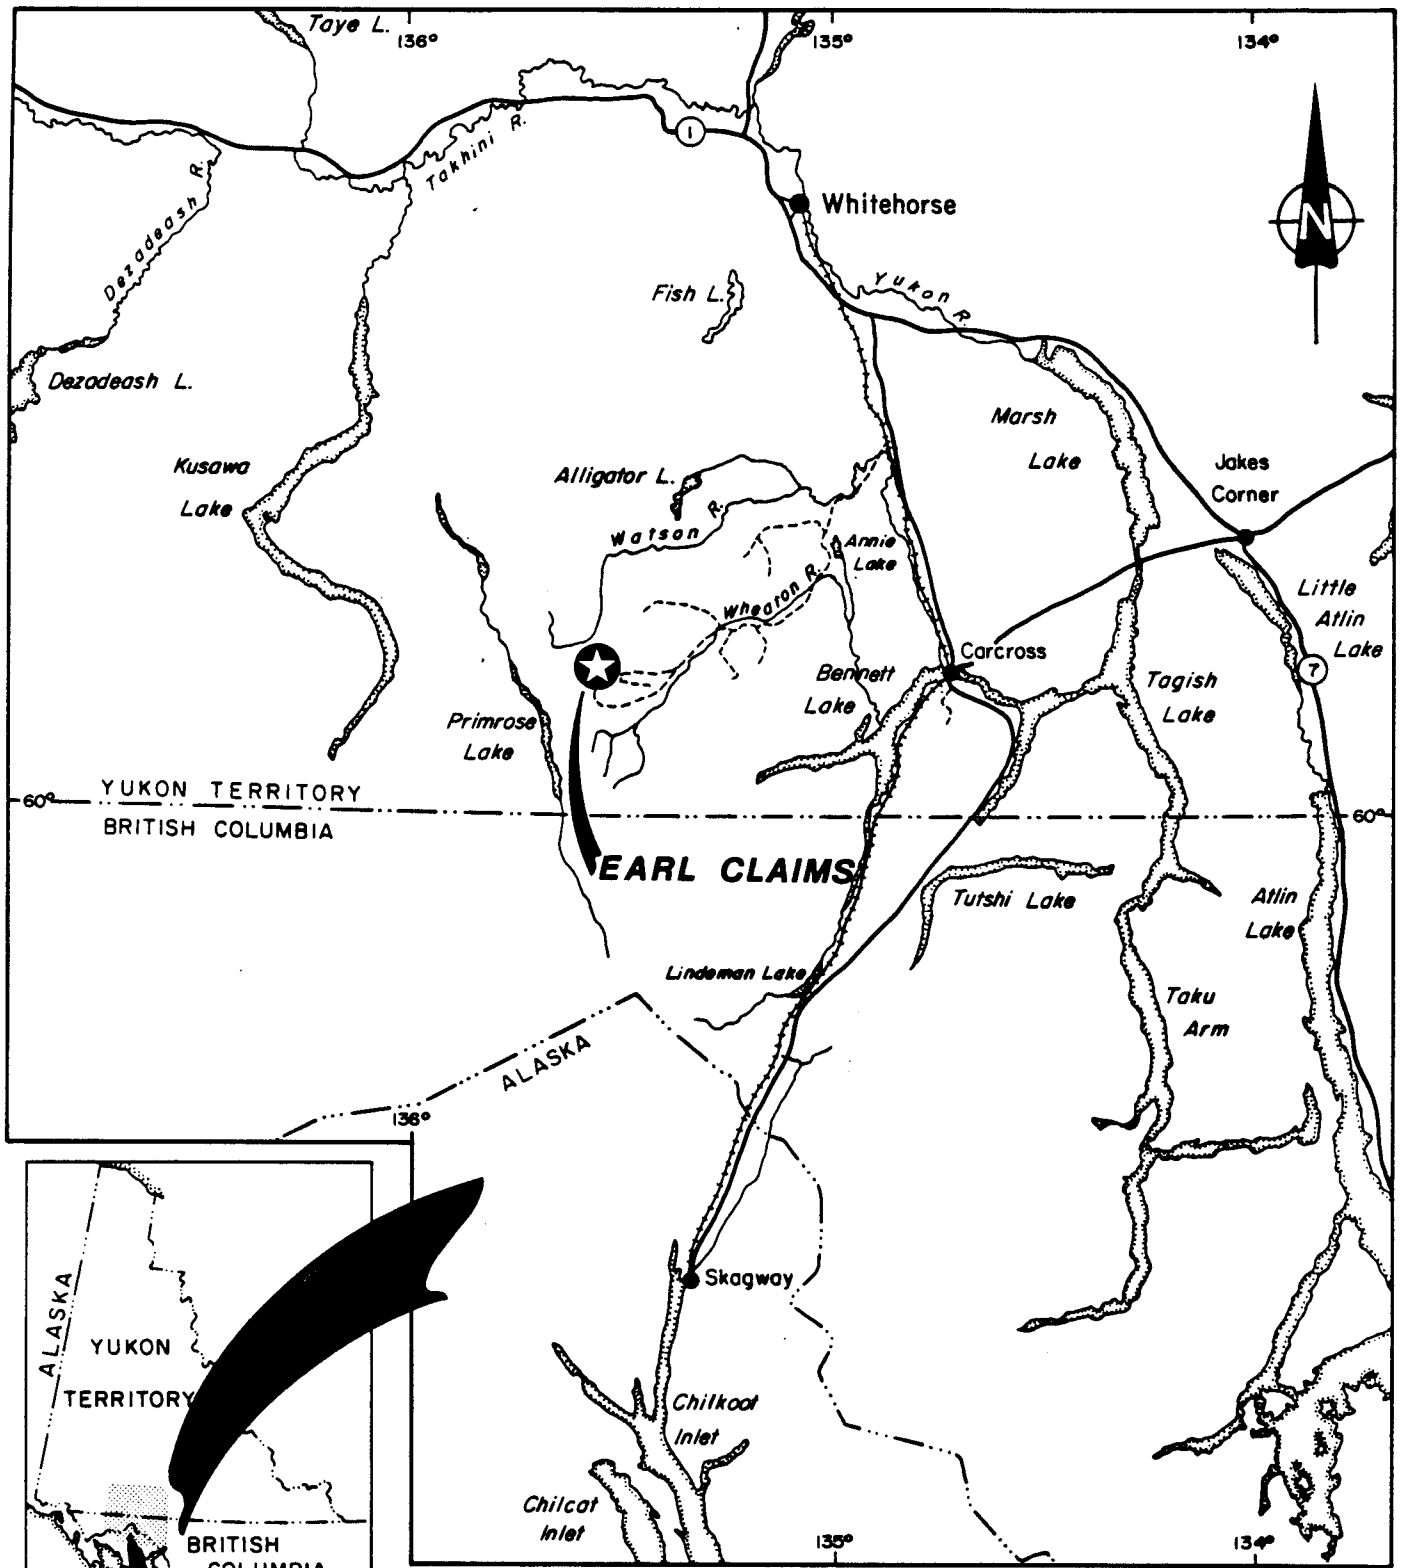 Taye L.
136°
135°
134°
Takhini R.
1
Dezadeash R.
Whitehorse
N
Yukon R.
Fish L.
Dezadeash L.
Marsh
Lake
Kusawa
Lake
Alligator L.
Jakes
Corner
Watson R.
Annie
Lake
Wheaton R.
Little
Atlin
Lake
Carcross
Bennett
Lake
7
Tagish
Lake
Primrose
Lake
YUKON TERRITORY
60°
60°
BRITISH COLUMBIA
EARL CLAIMS
Tutshi Lake
Atlin
Lake
Lindeman Lake
Taku
Arm
ALASKA
136°
ALASKA
YUKON
TERRITORY
Skagway
Chilkoot
Inlet
Chilcat
Inlet
BRITISH
COLUMBIA
135°
134°